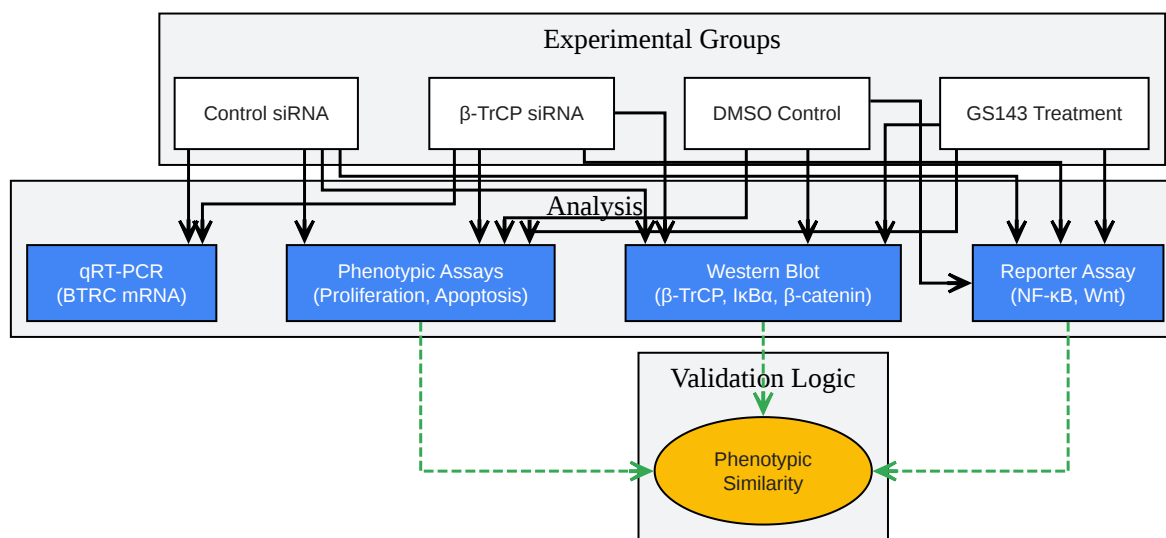 Experimental Groups
Control siRNA
β-TrCP siRNA
DMSO Control
GS143 Treatment
Analysis
qRT-PCR
(BTRC mRNA)
Phenotypic Assays
(Proliferation, Apoptosis)
Western Blot
(β-TrCP, IκBα, β-catenin)
Reporter Assay
(NF-κB, Wnt)
Validation Logic
Phenotypic
Similarity